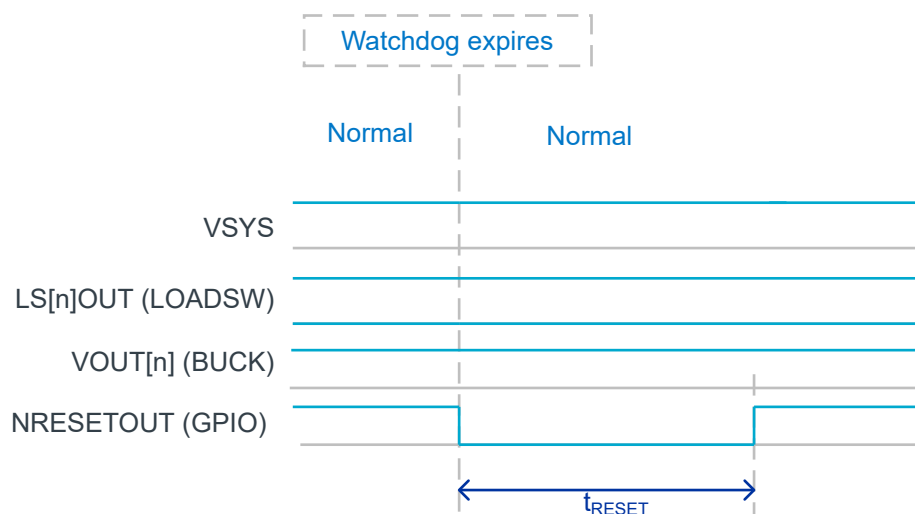 Watchdog expires
Normal
Normal
VSYS
LS[n]OUT (LOADSW)
VOUT[n] (BUCK)
NRESETOUT (GPIO)
tRESET